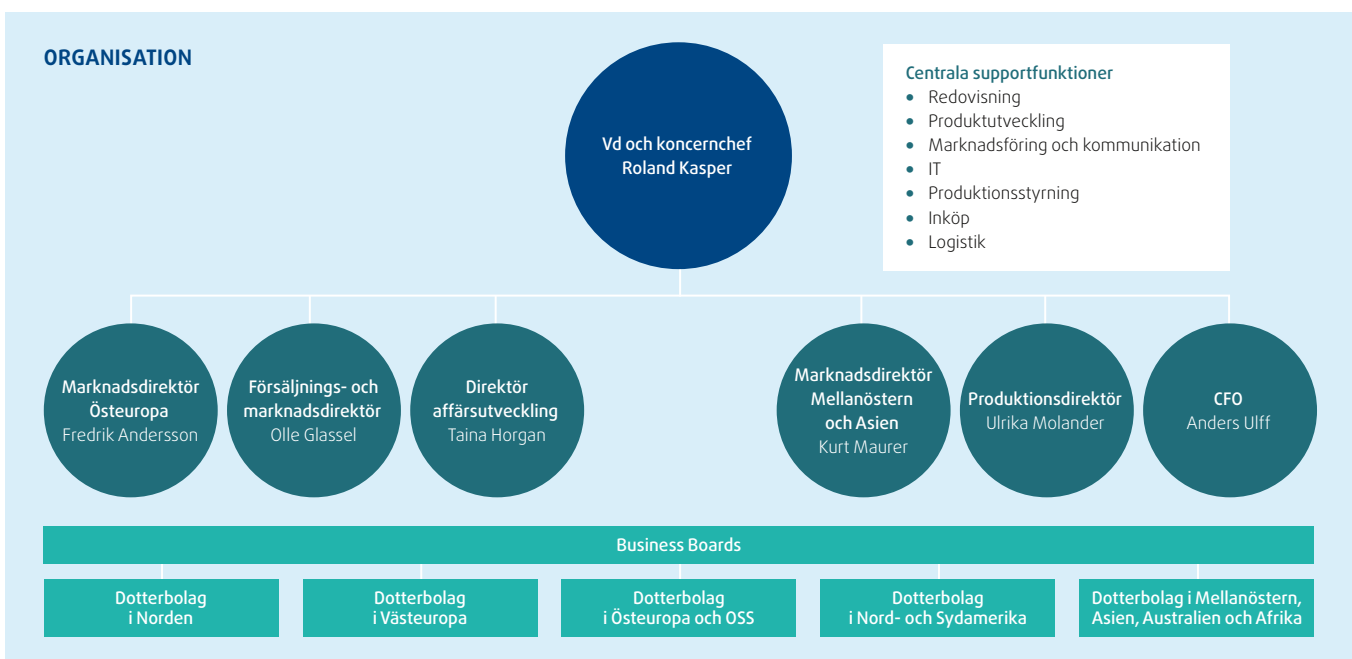 ORGANISATION
Vd och koncernchef
Roland Kasper
Centrala supportfunktioner
• Redovisning
• Produktutveckling
• Marknadsföring och kommunikation
• IT
• Produktionsstyrning
• Inköp
• Logistik
Marknadsdirektör
Östeuropa
Fredrik Andersson
Försäljnings- och
marknadsdirektör
Olle Glassel
Direktör
affärsutveckling
Taina Horgan
Marknadsdirektör
Mellanöstern
och Asien
Kurt Maurer
Produktionsdirektör
Ulrika Molander
CFO
Anders Ulff
Business Boards
Dotterbolag
i Norden
Dotterbolag
i Västeuropa
Dotterbolag
i Östeuropa och OSS
Dotterbolag
i Nord- och Sydamerika
Dotterbolag i Mellanöstern,
Asien, Australien och Afrika